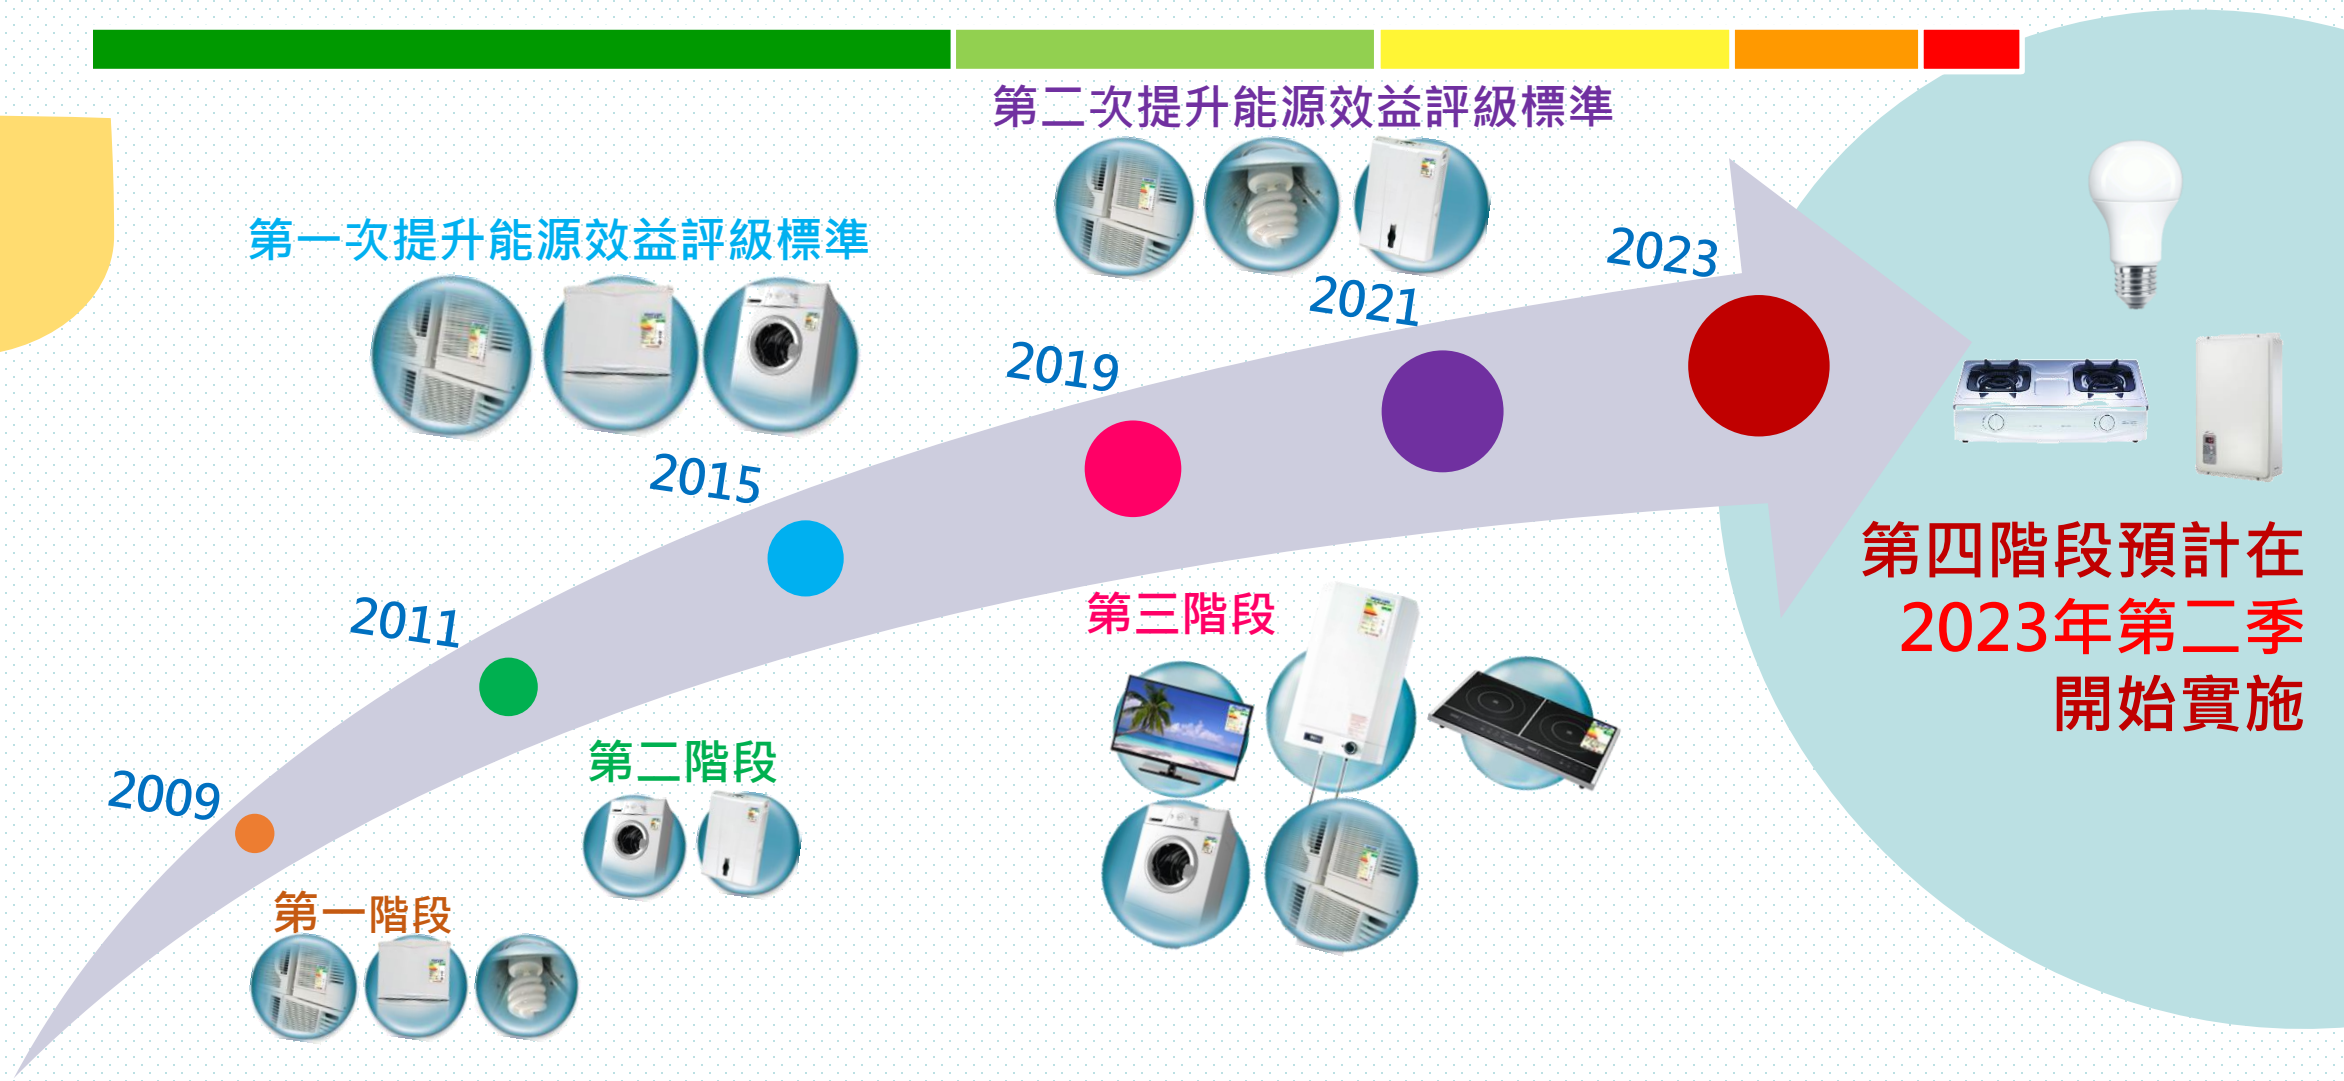 第二次提升能源效益評級標準
第一次提升能源效益評級標準
2023
2021
2019
2015
2011
2009
第三階段
第二階段
第一階段
第四階段預計在
2023年第二季
開始實施